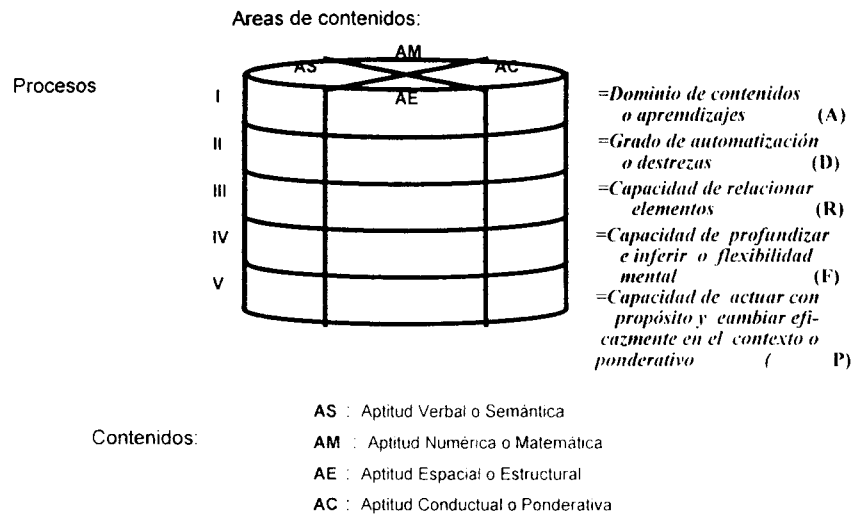 Areas de contenidos:
AM
AS AC
Procesos
AE
I
=Dominio de contenidos
o aprendizajes (A)
II
=Grado de automatización
o destrezas (D)
III
=Capacidad de relacionar
elementos (R)
IV
=Capacidad de profundizar
e inferir o flexibilidad
mental (F)
V
=Capacidad de actuar con
propósito y cambiar efi-
cazmente en el contexto o
ponderativo ( P)
AS : Aptitud Verbal o Semántica
Contenidos:
AM : Aptitud Numérica o Matemática
AE : Aptitud Espacial o Estructural
AC : Aptitud Conductual o Ponderativa